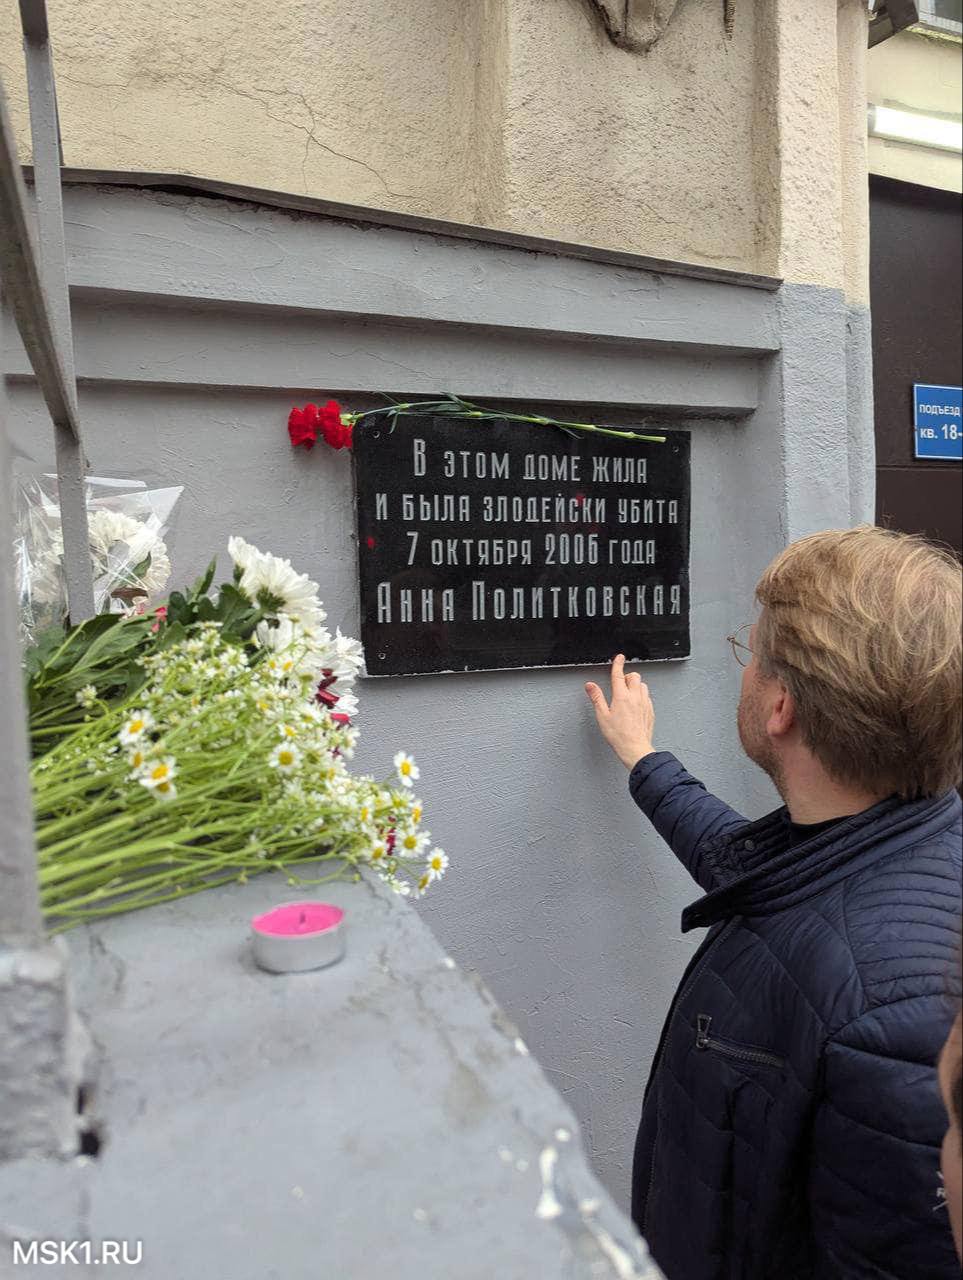 В ЭТОМ ДОМЕ ЖИЛА
И БЫЛА ЗЛОДЕЙСКИ УБИТА
7 ОКТЯБРЯ 2006 ГОДА
АННА ПОЛИТКОВСКАЯ
ПОДЪЕЗД
КВ. 18-
MSK1.RU